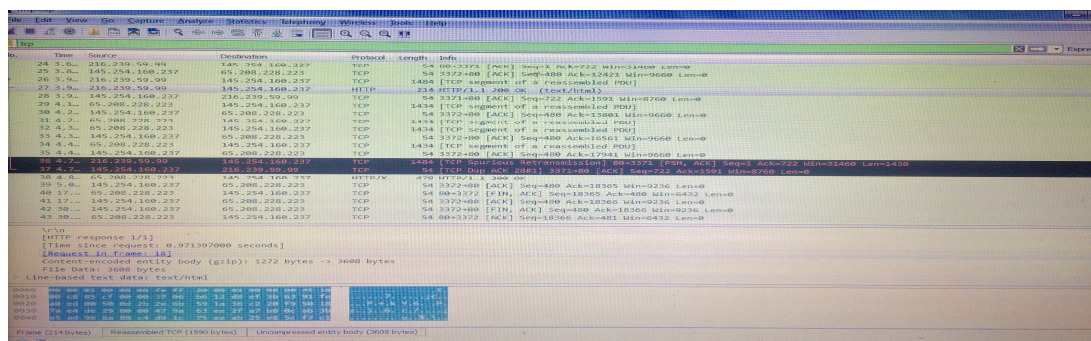 File Edit View Go Capture Analyze Statistics Telephony Wireless Tools Help
tcp
No. Time Source Destination Protocol Length Info
24 3.6… 216.239.59.99 145.254.160.237 TCP 54 80→3371 [ACK] Seq=1 Ack=722 Win=31460 Len=0
25 3.8… 145.254.160.237 65.208.228.223 TCP 54 3372→80 [ACK] Seq=480 Ack=12421 Win=9660 Len=0
26 3.9… 216.239.59.99 145.254.160.237 TCP 1484 [TCP segment of a reassembled PDU]
27 3.9… 216.239.59.99 145.254.160.237 HTTP 214 HTTP/1.1 200 OK (text/html)
28 3.9… 145.254.160.237 216.239.59.99 TCP 54 3371→80 [ACK] Seq=722 Ack=1591 Win=8760 Len=0
29 4.1… 65.208.228.223 145.254.160.237 TCP 1434 [TCP segment of a reassembled PDU]
30 4.2… 145.254.160.237 65.208.228.223 TCP 54 3372→80 [ACK] Seq=480 Ack=13801 Win=9660 Len=0
31 4.2… 65.208.228.223 145.254.160.237 TCP 1434 [TCP segment of a reassembled PDU]
32 4.3… 65.208.228.223 145.254.160.237 TCP 1434 [TCP segment of a reassembled PDU]
33 4.3… 145.254.160.237 65.208.228.223 TCP 54 3372→80 [ACK] Seq=480 Ack=16561 Win=9660 Len=0
34 4.4… 65.208.228.223 145.254.160.237 TCP 1434 [TCP segment of a reassembled PDU]
35 4.4… 145.254.160.237 65.208.228.223 TCP 54 3372→80 [ACK] Seq=480 Ack=17941 Win=9660 Len=0
36 4.7… 216.239.59.99 145.254.160.237 TCP 1484 [TCP Spurious Retransmission] 80→3371 [PSH, ACK] Seq=1 Ack=722 Win=31460 Len=1430
37 4.7… 145.254.160.237 216.239.59.99 TCP 54 [TCP Dup ACK 28#1] 3371→80 [ACK] Seq=722 Ack=1591 Win=8760 Len=0
38 4.8… 65.208.228.223 145.254.160.237 HTTP/X… 479 HTTP/1.1 200 OK
39 5.0… 145.254.160.237 65.208.228.223 TCP 54 3372→80 [ACK] Seq=480 Ack=18365 Win=9236 Len=0
40 17.… 65.208.228.223 145.254.160.237 TCP 54 80→3372 [FIN, ACK] Seq=18365 Ack=480 Win=6432 Len=0
41 17.… 145.254.160.237 65.208.228.223 TCP 54 3372→80 [ACK] Seq=480 Ack=18366 Win=9236 Len=0
42 30.… 145.254.160.237 65.208.228.223 TCP 54 3372→80 [FIN, ACK] Seq=480 Ack=18366 Win=9236 Len=0
43 30.… 65.208.228.223 145.254.160.237 TCP 54 80→3372 [ACK] Seq=18366 Ack=481 Win=6432 Len=0
\r\n
[HTTP response 1/1]
[Time since request: 0.971397000 seconds]
[Request in frame: 18]
Content-encoded entity body (gzip): 1272 bytes -> 3608 bytes
File Data: 3608 bytes
Line-based text data: text/html
0000
0010
0020
0030
Frame (214 bytes) Reassembled TCP (1590 bytes) Uncompressed entity body (3608 bytes)